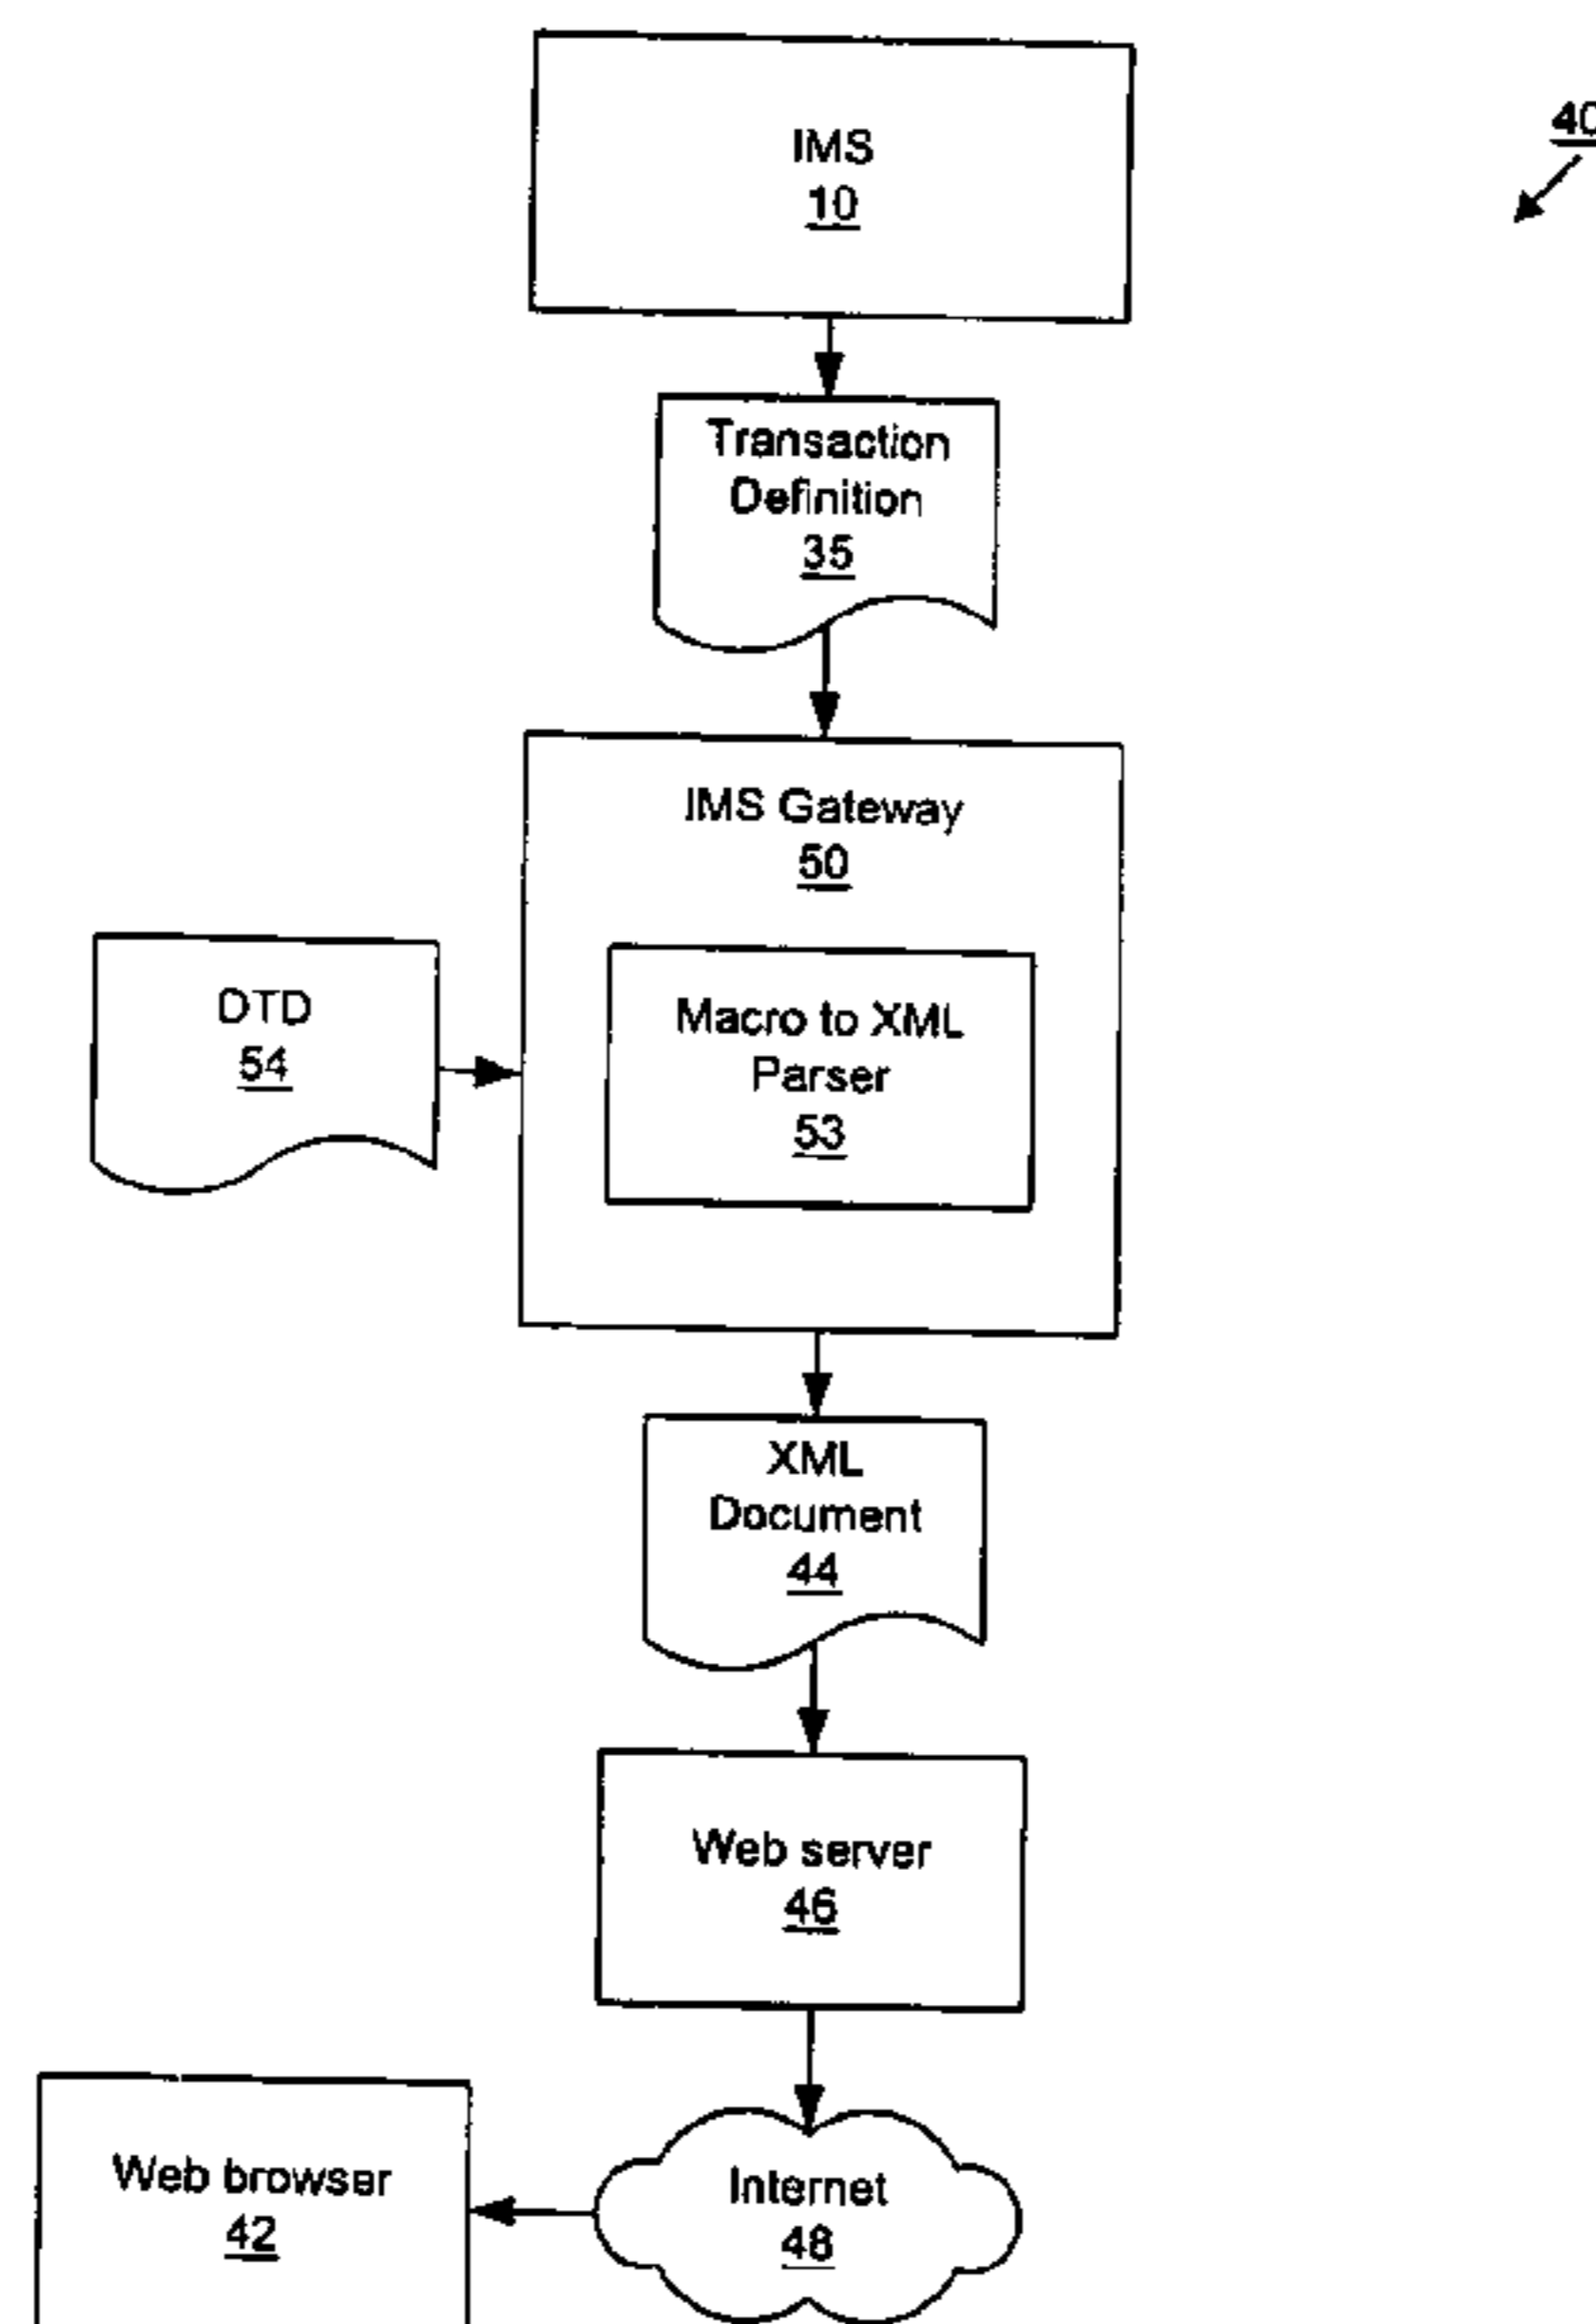 IMS
10
40
Transaction
Definition
35
IMS Gateway
50
DTD
54
Macro to XML
Parser
53
XML
Document
44
Web server
46
Web browser
42
Internet
48